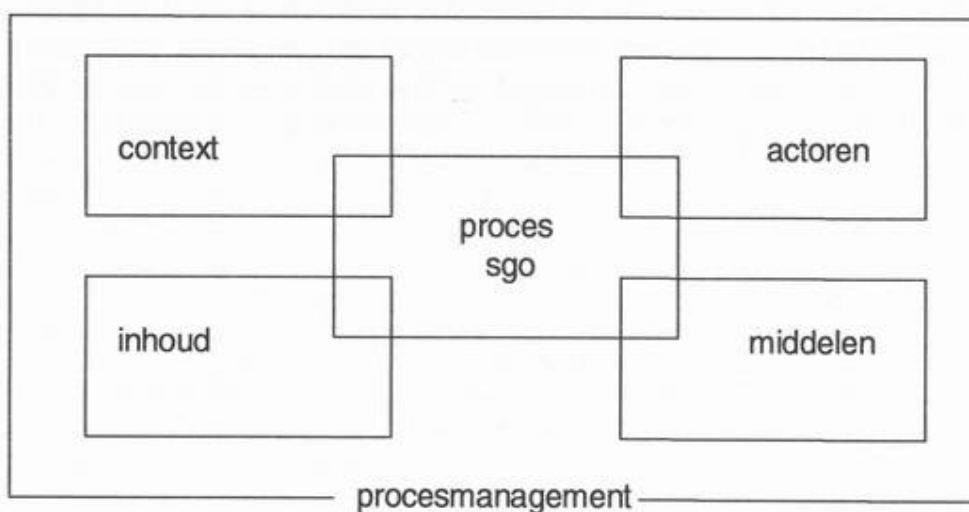 context
actoren
proces
sgo
inhoud
middelen
procesmanagement